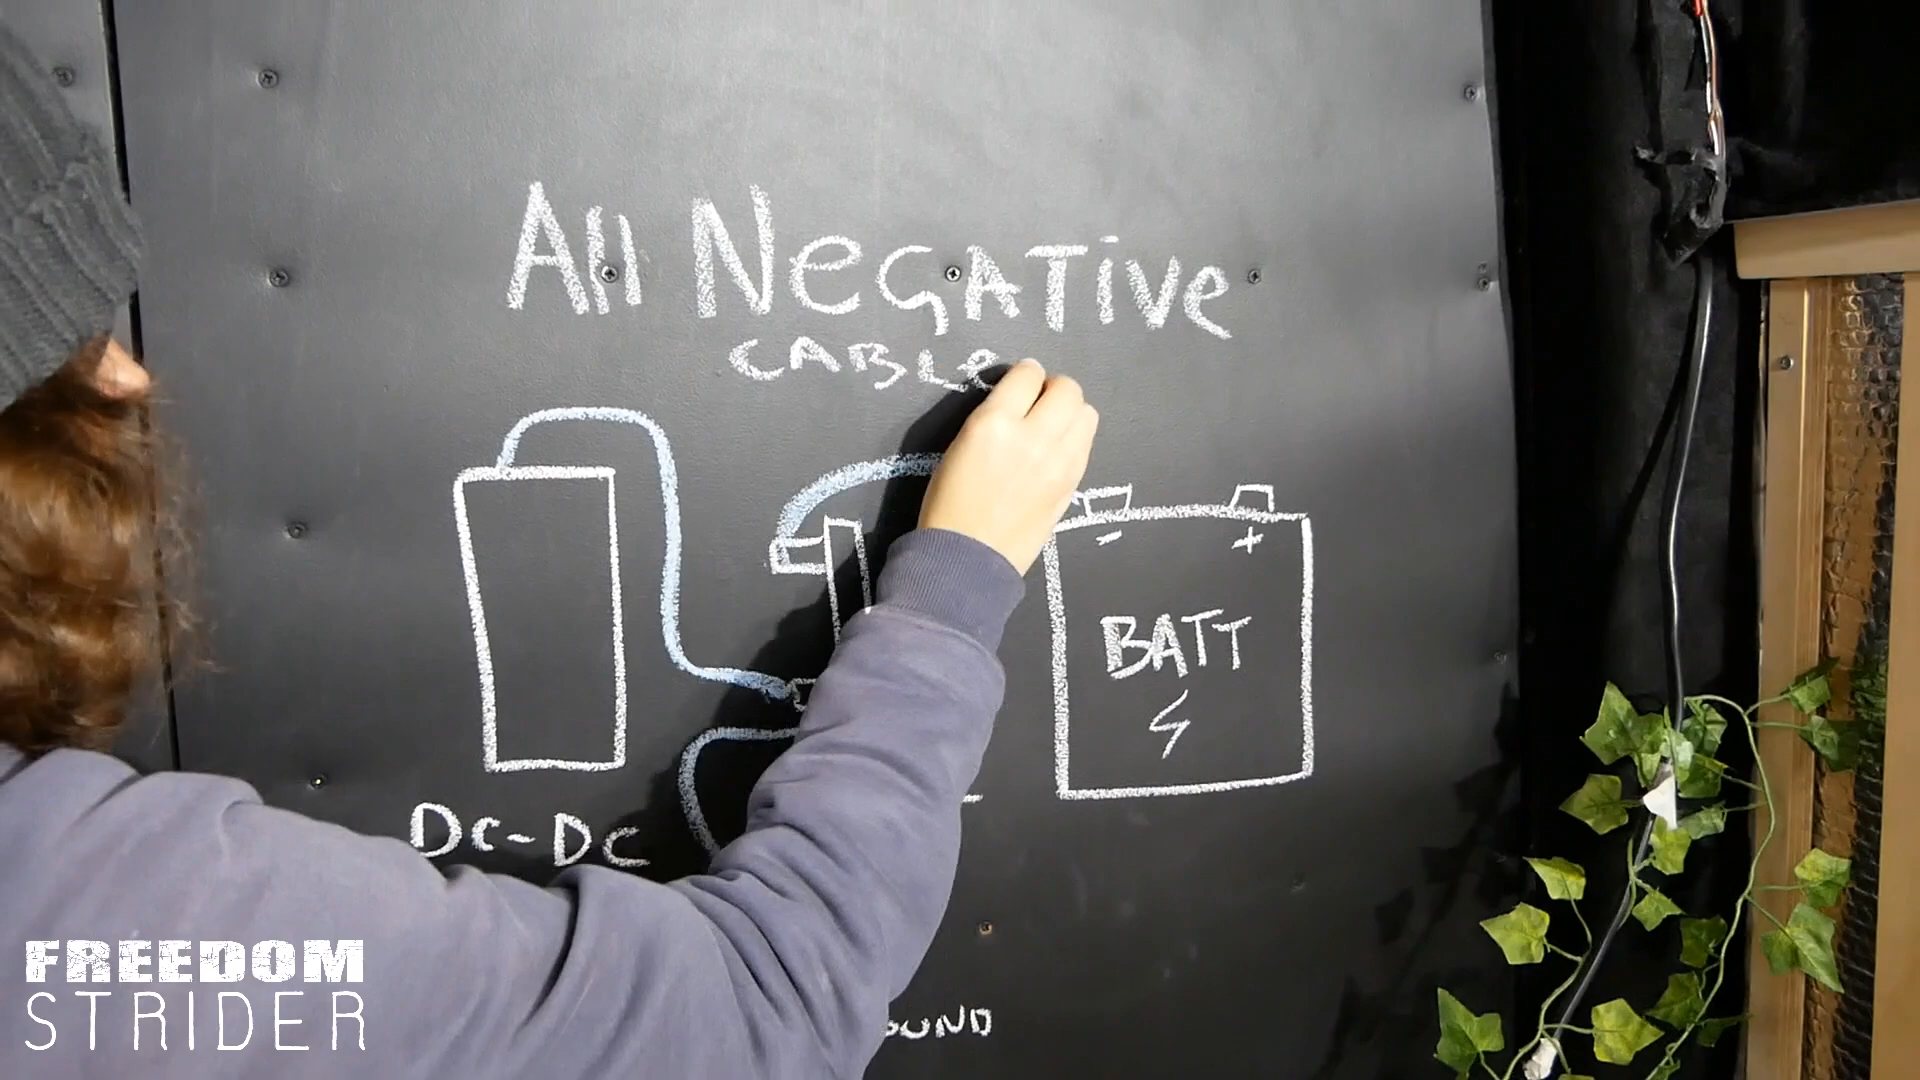 All NegATive
CABLe
- +
BATT
DC-DC
FREEDOM
STRIDER